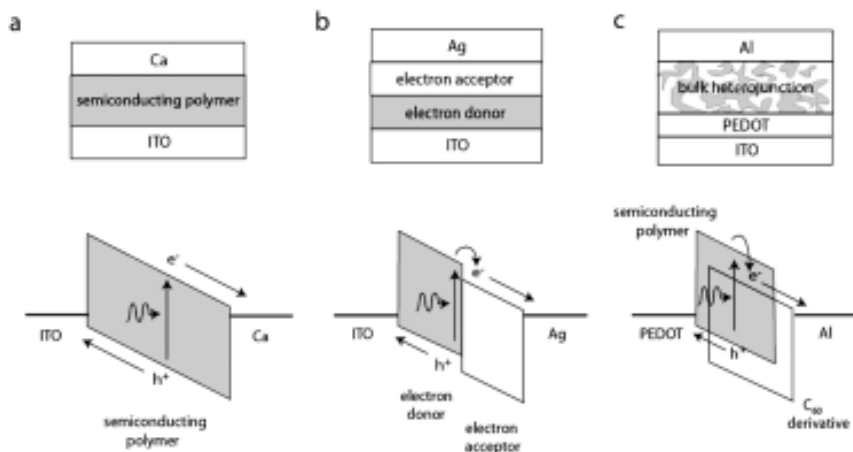 a
Ca
semiconducting polymer
ITO
e⁻
ITO
Ca
h⁺
semiconducting
polymer
b
Ag
electron acceptor
electron donor
ITO
e⁻
ITO
Ag
h⁺
electron
donor
electron
acceptor
c
Al
bulk heterojunction
PEDOT
ITO
semiconducting
polymer
e⁻
PEDOT
Al
h⁺
C₆₀
derivative